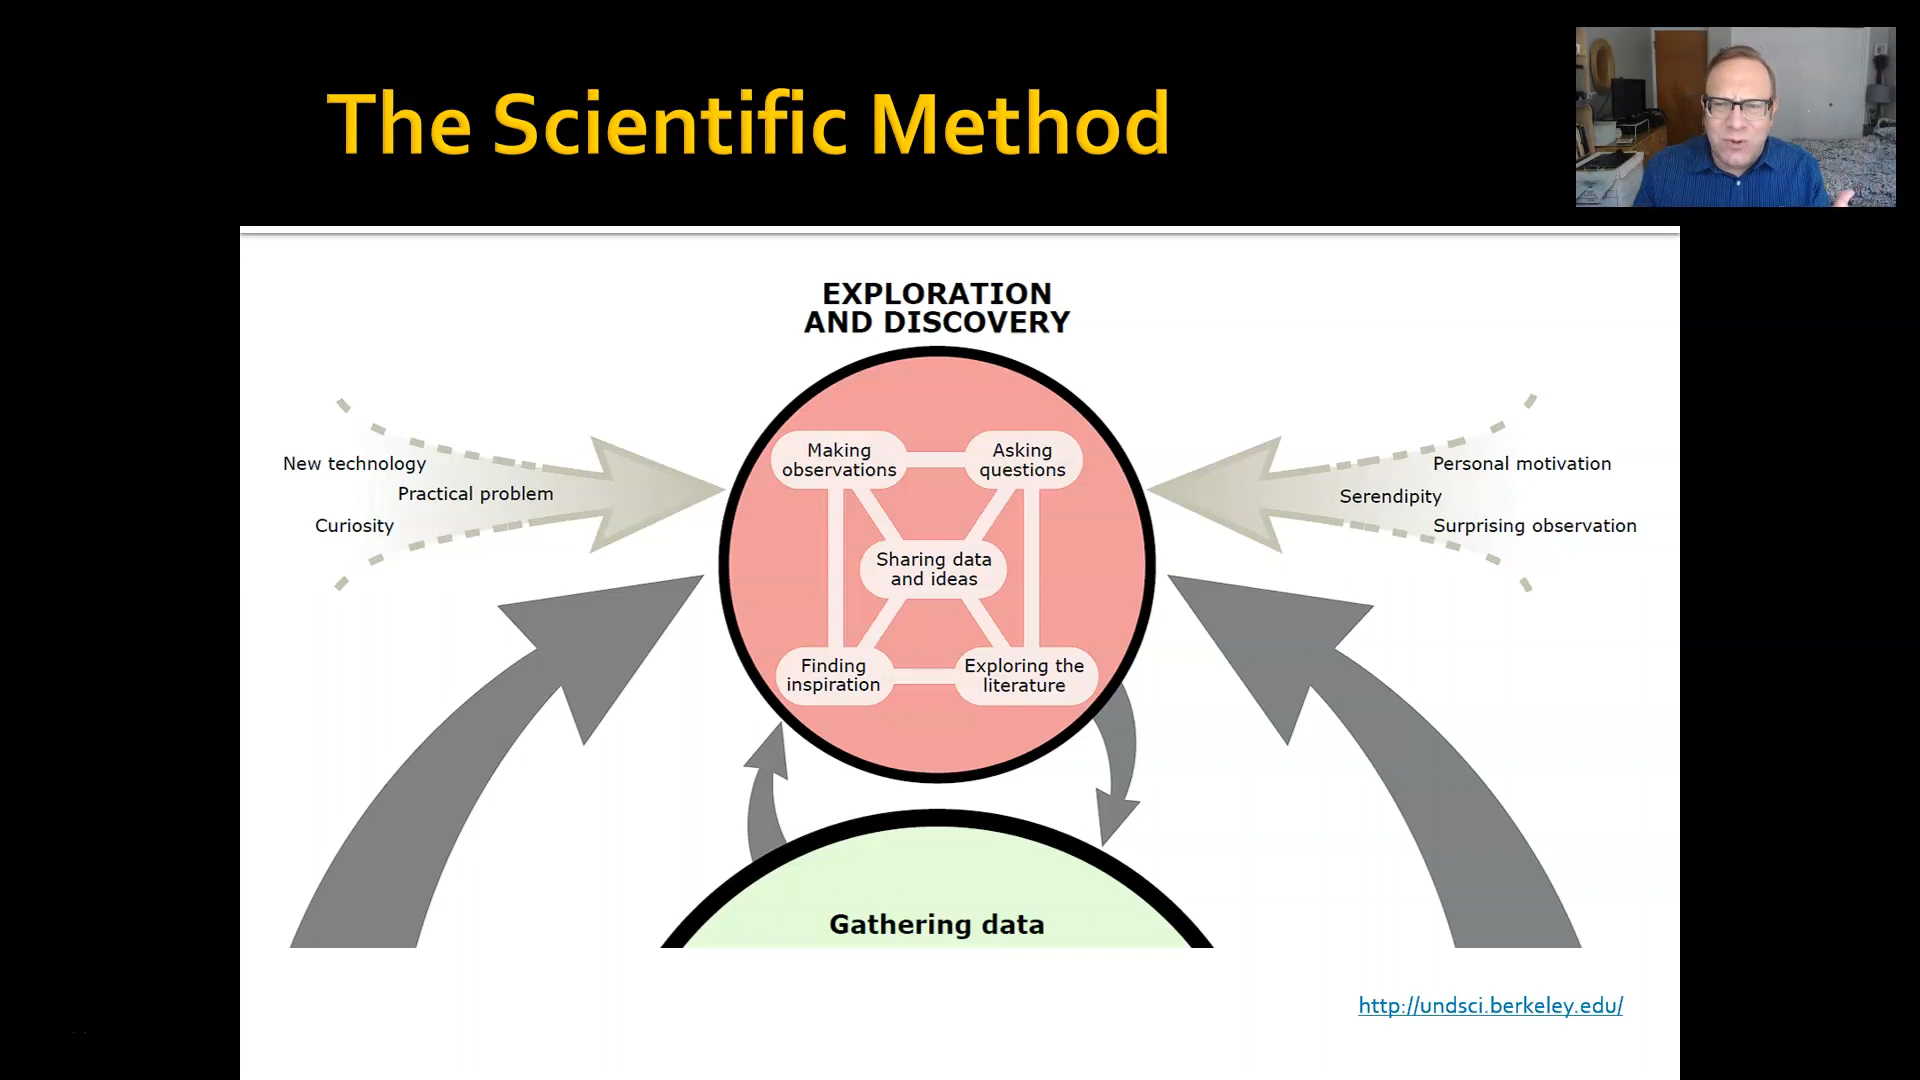 The Scientific Method
EXPLORATION
AND DISCOVERY
New technology
Practical problem
Curiosity
Making
observations
Asking
questions
Sharing data
and ideas
Finding
inspiration
Exploring the
literature
Personal motivation
Serendipity
Surprising observation
Gathering data
http://undsci.berkeley.edu/